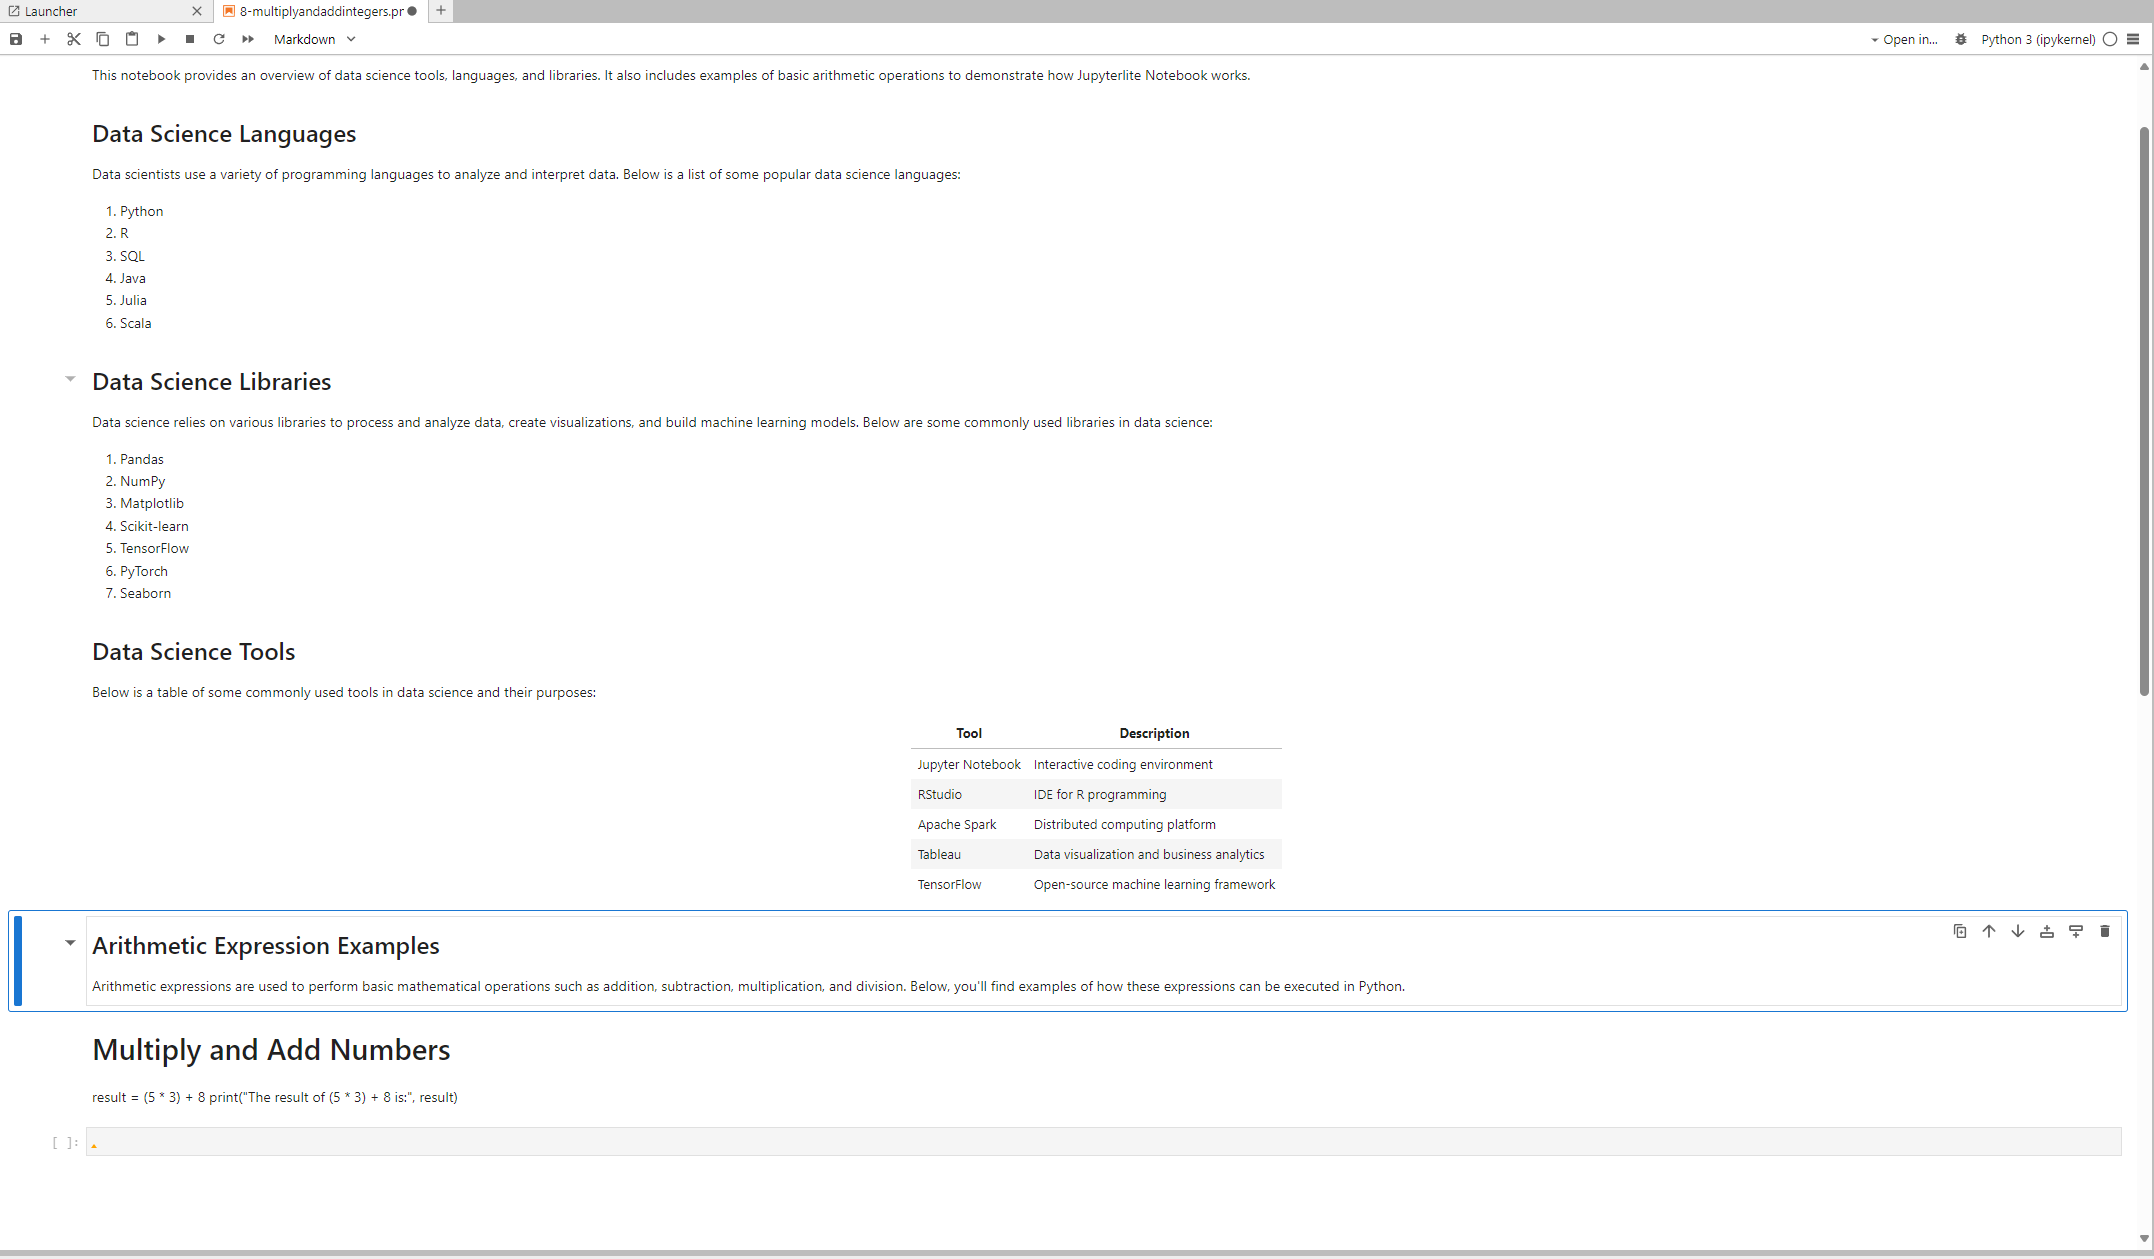 Launcher
8-multiplyandaddintegers.pr
Markdown
Open in...
Python 3 (ipykernel)
This notebook provides an overview of data science tools, languages, and libraries. It also includes examples of basic arithmetic operations to demonstrate how Jupyterlite Notebook works.
Data Science Languages
Data scientists use a variety of programming languages to analyze and interpret data. Below is a list of some popular data science languages:
1. Python
2. R
3. SQL
4. Java
5. Julia
6. Scala
Data Science Libraries
Data science relies on various libraries to process and analyze data, create visualizations, and build machine learning models. Below are some commonly used libraries in data science:
1. Pandas
2. NumPy
3. Matplotlib
4. Scikit-learn
5. TensorFlow
6. PyTorch
7. Seaborn
Data Science Tools
Below is a table of some commonly used tools in data science and their purposes:
Tool Description
Jupyter Notebook Interactive coding environment
RStudio IDE for R programming
Apache Spark Distributed computing platform
Tableau Data visualization and business analytics
TensorFlow Open-source machine learning framework
Arithmetic Expression Examples
Arithmetic expressions are used to perform basic mathematical operations such as addition, subtraction, multiplication, and division. Below, you'll find examples of how these expressions can be executed in Python.
Multiply and Add Numbers
result = (5 * 3) + 8 print("The result of (5 * 3) + 8 is:", result)
[ ]: